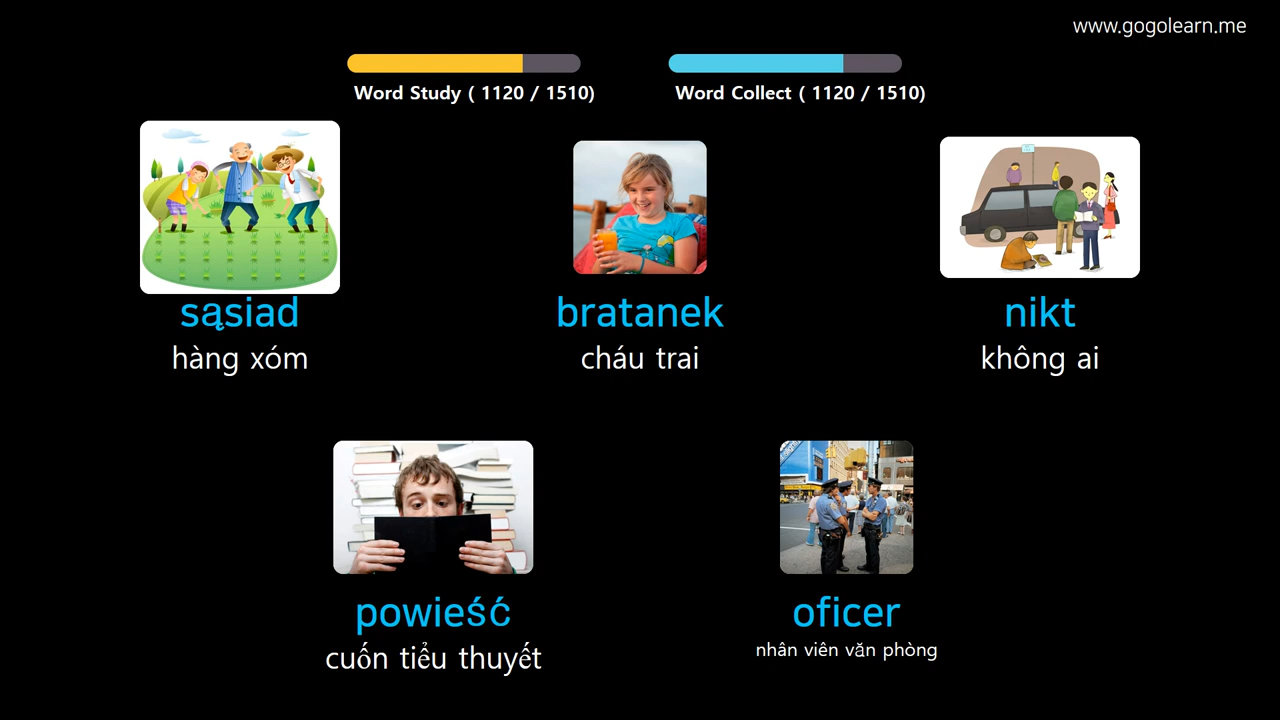 www.gogolearn.me
Word Study ( 1120 / 1510)
Word Collect ( 1120 / 1510)
sąsiad
hàng xóm
bratanek
cháu trai
nikt
không ai
powieść
cuốn tiểu thuyết
oficer
nhân viên văn phòng